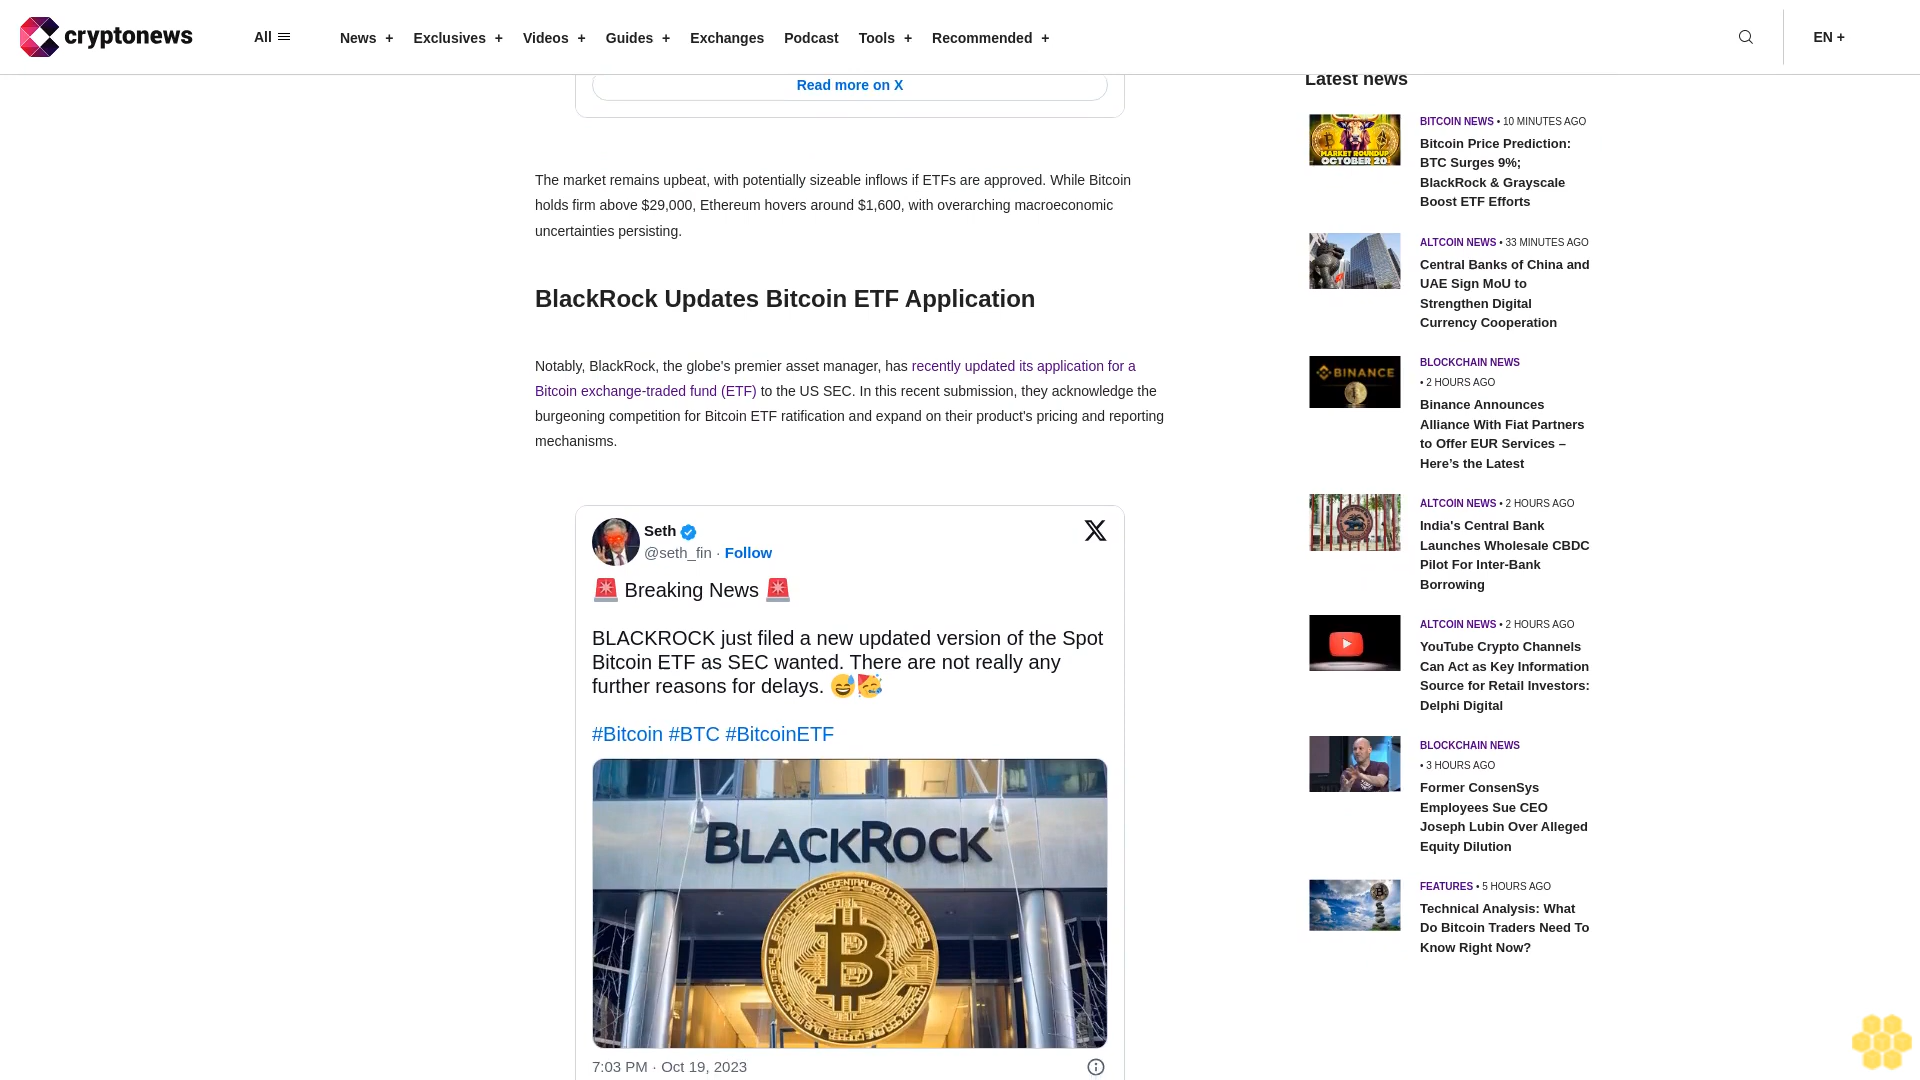 cryptonews
All
News +
Exclusives +
Videos +
Guides +
Exchanges
Podcast
Tools +
Recommended +
EN +
Read more on X
The market remains upbeat, with potentially sizeable inflows if ETFs are approved. While Bitcoin
holds firm above $29,000, Ethereum hovers around $1,600, with overarching macroeconomic
uncertainties persisting.
BlackRock Updates Bitcoin ETF Application
Notably, BlackRock, the globe's premier asset manager, has recently updated its application for a
Bitcoin exchange-traded fund (ETF) to the US SEC. In this recent submission, they acknowledge the
burgeoning competition for Bitcoin ETF ratification and expand on their product's pricing and reporting
mechanisms.
Seth
@seth_fin · Follow
🚨 Breaking News 🚨
BLACKROCK just filed a new updated version of the Spot
Bitcoin ETF as SEC wanted. There are not really any
further reasons for delays. 😅🥳
#Bitcoin #BTC #BitcoinETF
BLACKROCK
7:03 PM · Oct 19, 2023
Latest news
MARKET ROUNDUP
OCTOBER 20
BITCOIN NEWS • 10 MINUTES AGO
Bitcoin Price Prediction:
BTC Surges 9%;
BlackRock & Grayscale
Boost ETF Efforts
ALTCOIN NEWS • 33 MINUTES AGO
Central Banks of China and
UAE Sign MoU to
Strengthen Digital
Currency Cooperation
BINANCE
BLOCKCHAIN NEWS
• 2 HOURS AGO
Binance Announces
Alliance With Fiat Partners
to Offer EUR Services –
Here's the Latest
ALTCOIN NEWS • 2 HOURS AGO
India's Central Bank
Launches Wholesale CBDC
Pilot For Inter-Bank
Borrowing
ALTCOIN NEWS • 2 HOURS AGO
YouTube Crypto Channels
Can Act as Key Information
Source for Retail Investors:
Delphi Digital
BLOCKCHAIN NEWS
• 3 HOURS AGO
Former ConsenSys
Employees Sue CEO
Joseph Lubin Over Alleged
Equity Dilution
FEATURES • 5 HOURS AGO
Technical Analysis: What
Do Bitcoin Traders Need To
Know Right Now?